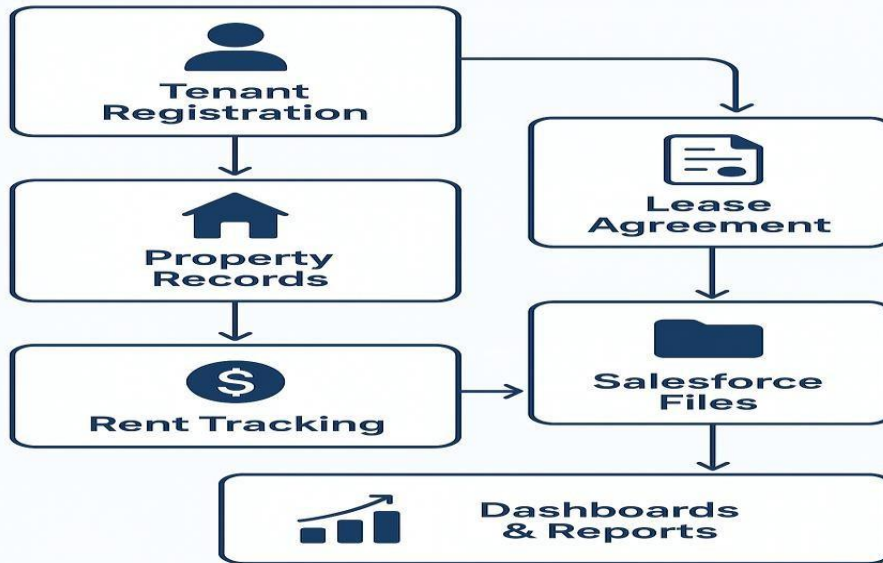 Tenant
Registration
Property
Records
$
Rent Tracking
Lease
Agreement
Salesforce
Files
Dashboards
& Reports